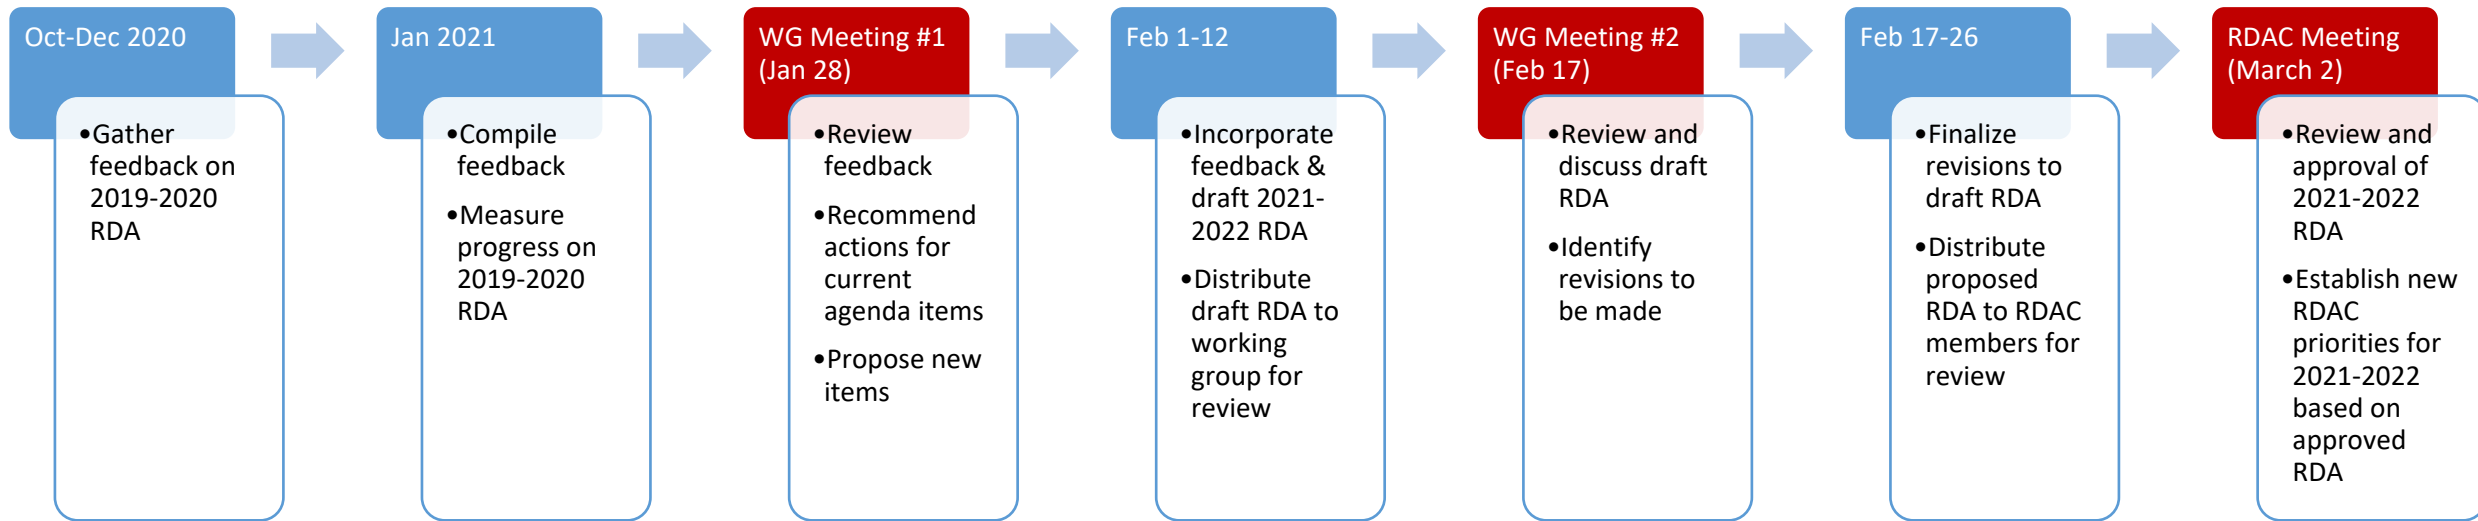 Oct-Dec 2020
•Gather
feedback on
2019-2020
RDA
Jan 2021
•Compile
feedback
•Measure
progress on
2019-2020
RDA
WG Meeting #1
(Jan 28)
•Review
feedback
•Recommend
actions for
current
agenda items
•Propose new
items
Feb 1-12
•Incorporate
feedback &
draft 2021-
2022 RDA
•Distribute
draft RDA to
working
group for
review
WG Meeting #2
(Feb 17)
•Review and
discuss draft
RDA
•Identify
revisions to
be made
Feb 17-26
•Finalize
revisions to
draft RDA
•Distribute
proposed
RDA to RDAC
members for
review
RDAC Meeting
(March 2)
•Review and
approval of
2021-2022
RDA
•Establish new
RDAC
priorities for
2021-2022
based on
approved
RDA